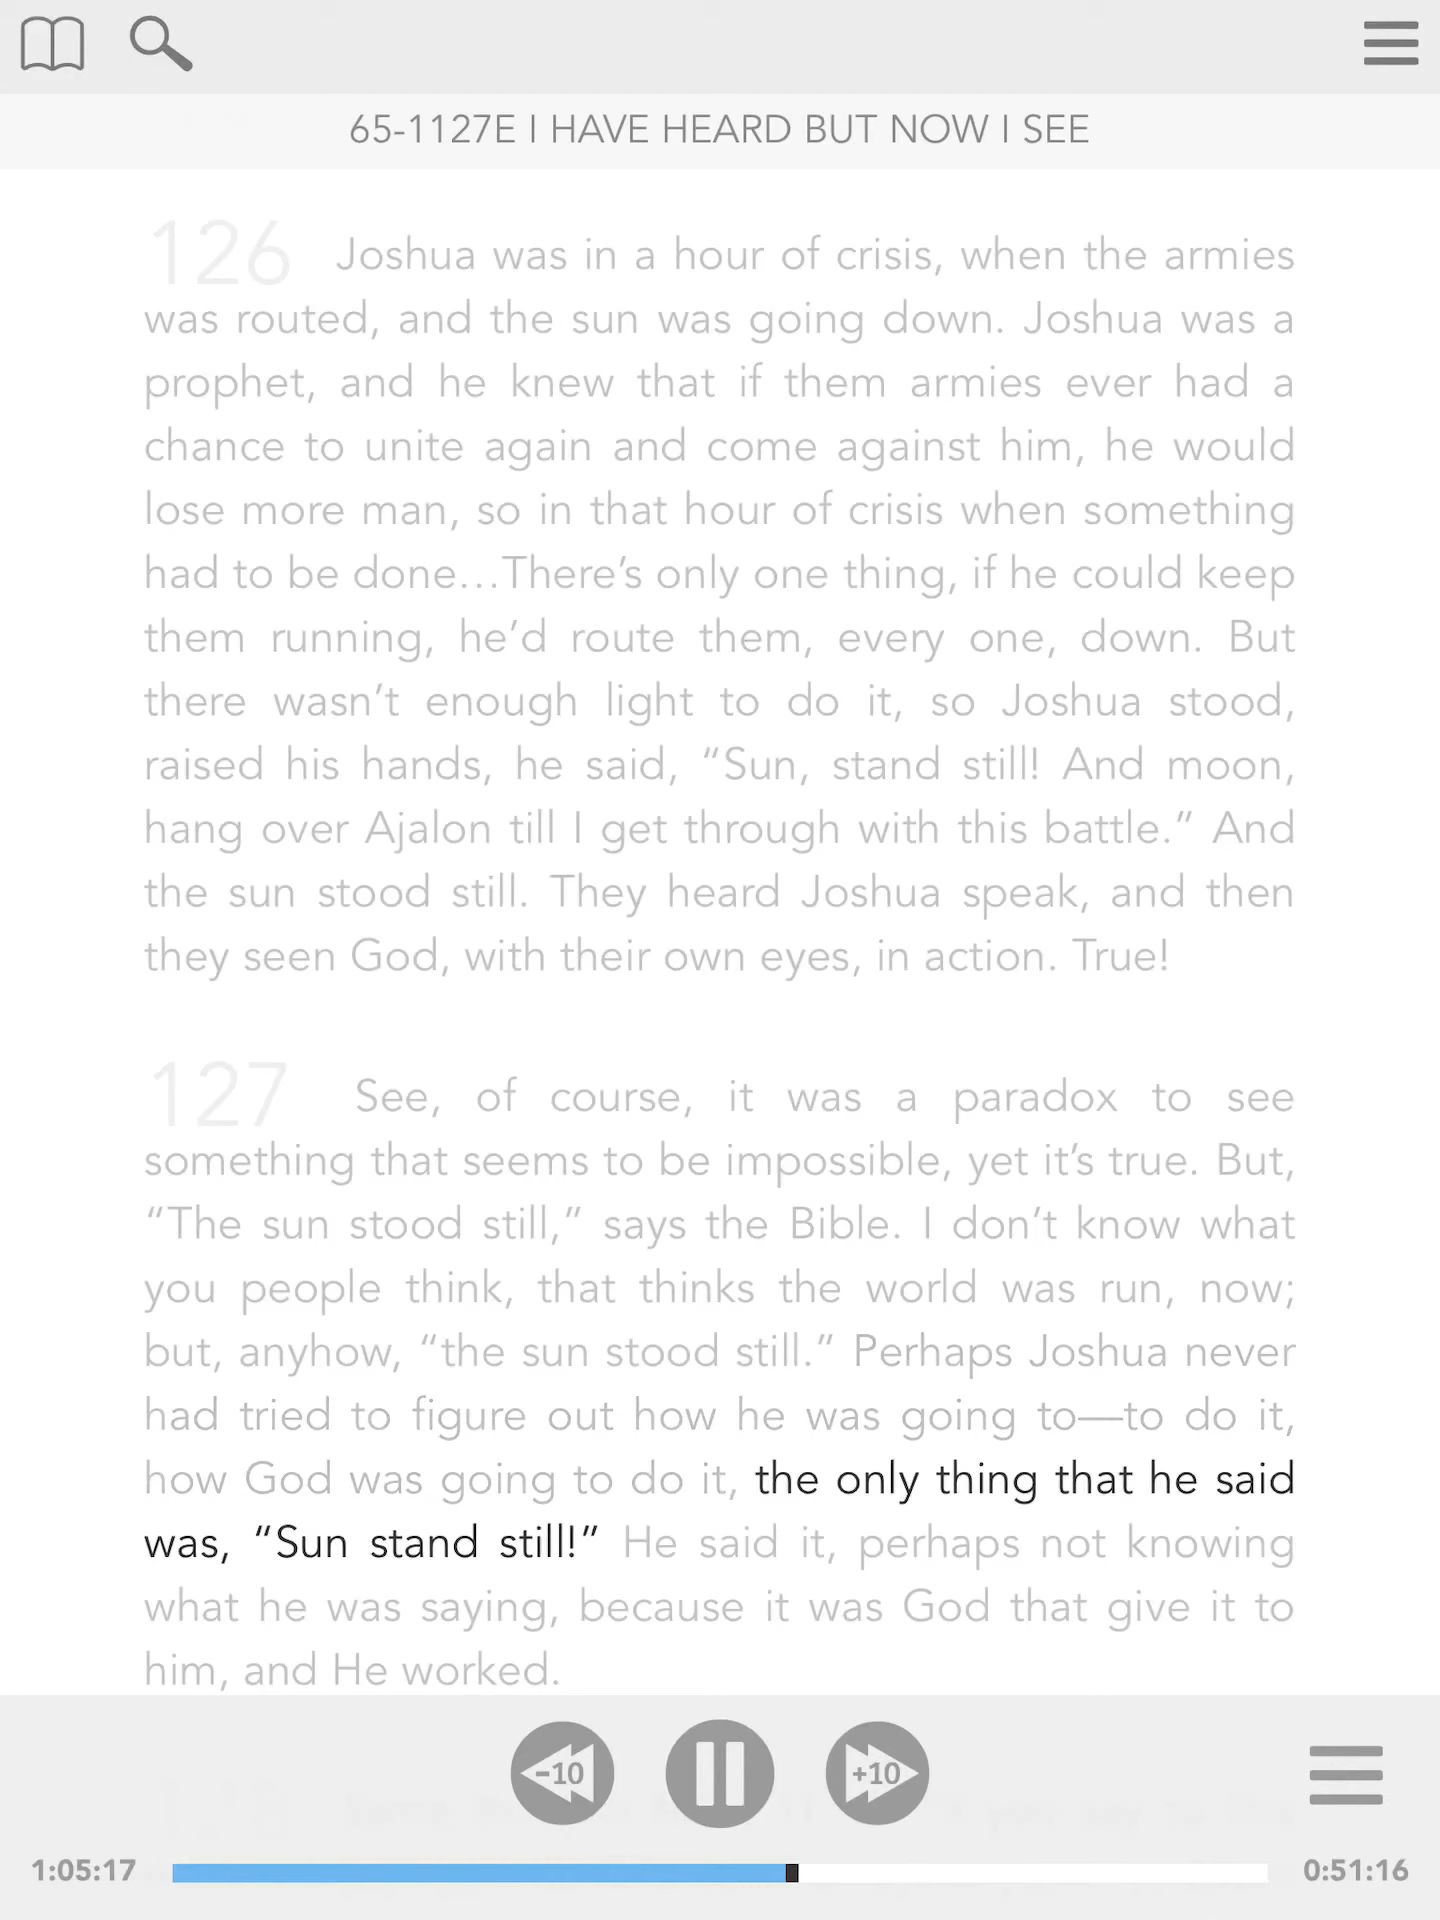 65-1127E I HAVE HEARD BUT NOW I SEE
126 Joshua was in a hour of crisis, when the armies
was routed, and the sun was going down. Joshua was a
prophet, and he knew that if them armies ever had a
chance to unite again and come against him, he would
lose more man, so in that hour of crisis when something
had to be done…There’s only one thing, if he could keep
them running, he’d route them, every one, down. But
there wasn’t enough light to do it, so Joshua stood,
raised his hands, he said, “Sun, stand still! And moon,
hang over Ajalon till I get through with this battle.” And
the sun stood still. They heard Joshua speak, and then
they seen God, with their own eyes, in action. True!
127 See, of course, it was a paradox to see
something that seems to be impossible, yet it’s true. But,
“The sun stood still,” says the Bible. I don’t know what
you people think, that thinks the world was run, now;
but, anyhow, “the sun stood still.” Perhaps Joshua never
had tried to figure out how he was going to—to do it,
how God was going to do it, the only thing that he said
was, “Sun stand still!” He said it, perhaps not knowing
what he was saying, because it was God that give it to
him, and He worked.
-10 +10
1:05:17 0:51:16